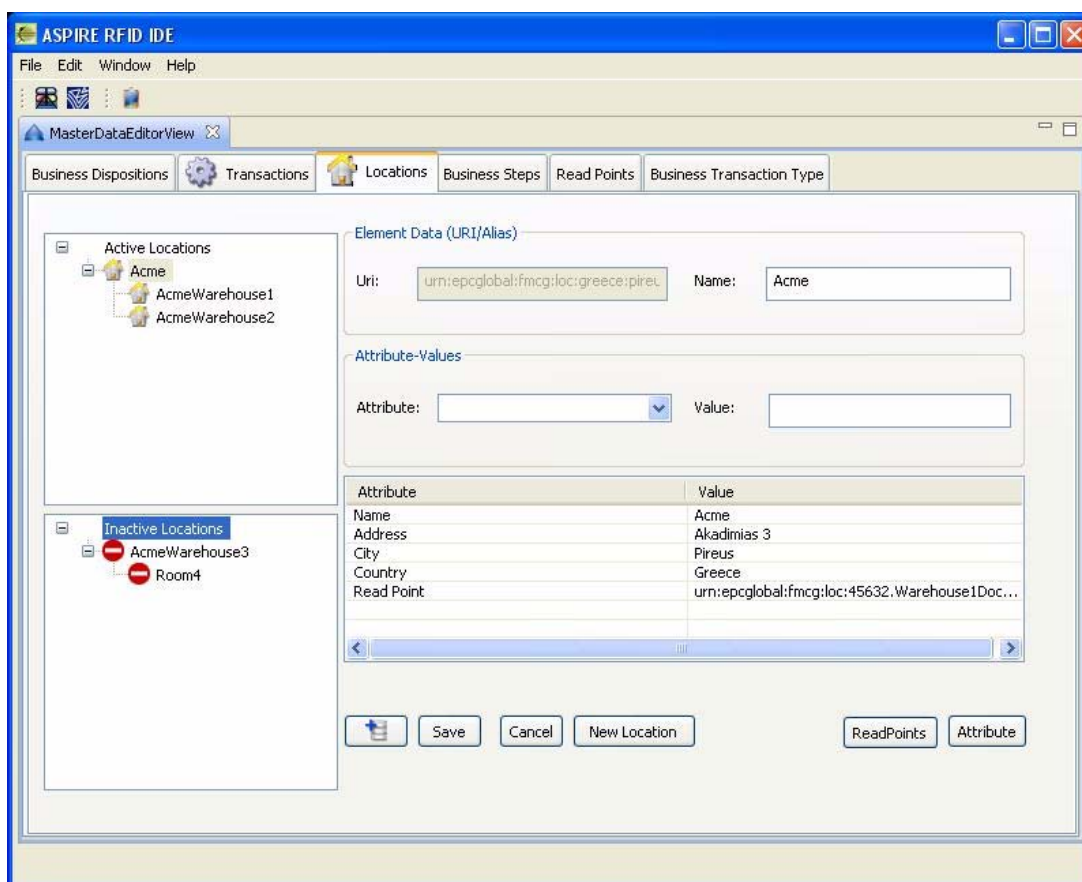 ASPIRE RFID IDE
File Edit Window Help
MasterDataEditorView
Business Dispositions Transactions Locations Business Steps Read Points Business Transaction Type
Active Locations
Acme
AcmeWarehouse1
AcmeWarehouse2
Inactive Locations
AcmeWarehouse3
Room4
Element Data (URI/Alias)
Uri: urn:epcglobal:fmcg:loc:greece:pireu Name: Acme
Attribute-Values
Attribute: Value:
Attribute Value
Name Acme
Address Akadimias 3
City Pireus
Country Greece
Read Point urn:epcglobal:fmcg:loc:45632.Warehouse1Doc...
Save Cancel New Location ReadPoints Attribute